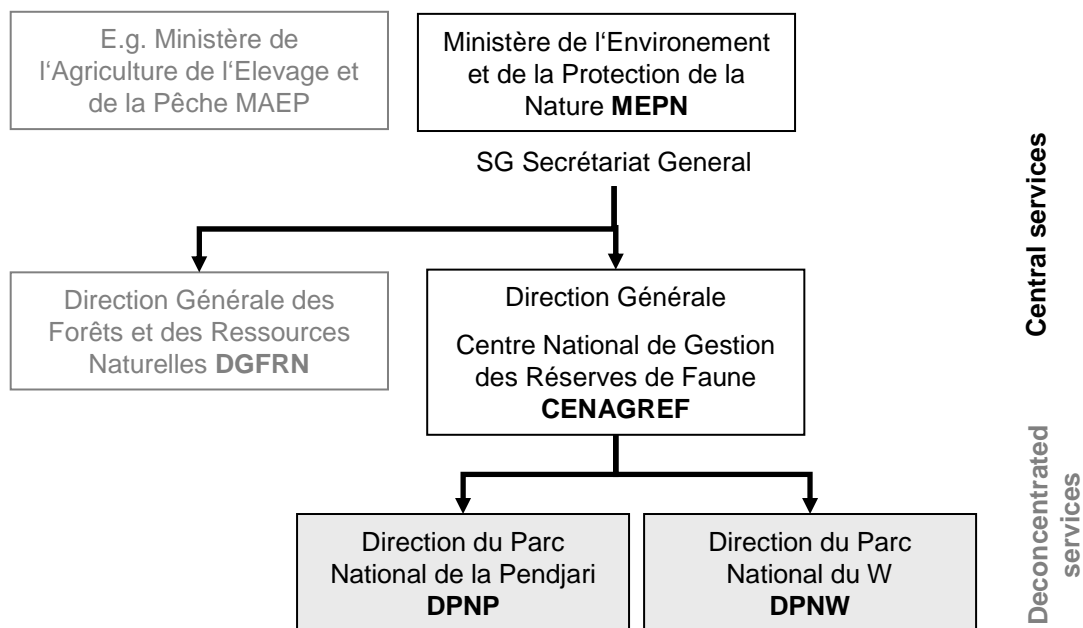 E.g. Ministère de
l‘Agriculture de l‘Elevage et
de la Pêche MAEP
Ministère de l‘Environement
et de la Protection de la
Nature MEPN
SG Secrétariat General
Direction Générale des
Forêts et des Ressources
Naturelles DGFRN
Direction Générale
Centre National de Gestion
des Réserves de Faune
CENAGREF
Direction du Parc
National de la Pendjari
DPNP
Direction du Parc
National du W
DPNW
Central services
Deconcentrated
services